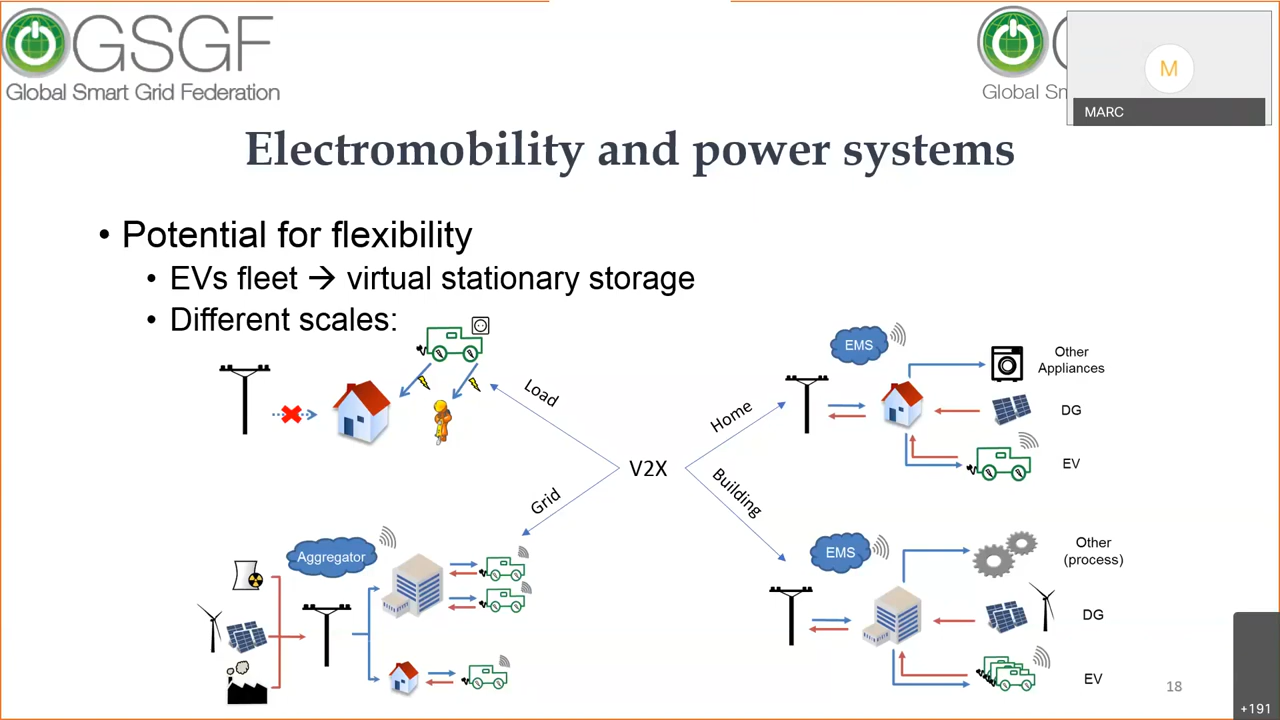 GSGF
Global Smart Grid Federation
Global Sm
M
MARC
Electromobility and power systems
• Potential for flexibility
• EVs fleet → virtual stationary storage
• Different scales:
Load
Home
V2X
Grid
Building
EMS
Other
Appliances
DG
EV
Aggregator
EMS
Other
(process)
DG
EV
18
+191